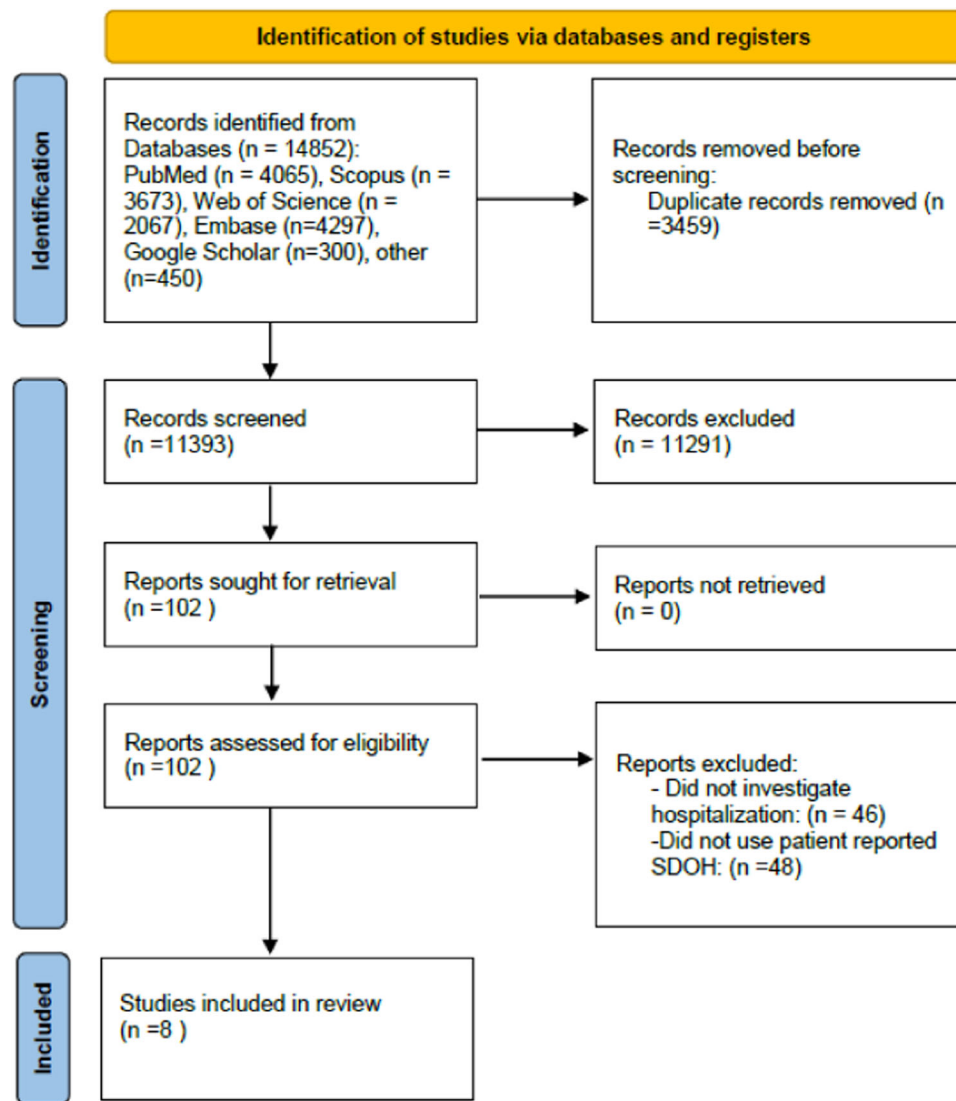 Identification of studies via databases and registers
Identification
Records identified from
Databases (n = 14852):
PubMed (n = 4065), Scopus (n =
3673), Web of Science (n =
2067), Embase (n=4297),
Google Scholar (n=300), other
(n=450)
Records removed before
screening:
Duplicate records removed (n
=3459)
Screening
Records screened
(n =11393)
Records excluded
(n = 11291)
Reports sought for retrieval
(n =102 )
Reports not retrieved
(n = 0)
Reports assessed for eligibility
(n =102 )
Reports excluded:
- Did not investigate
hospitalization: (n = 46)
-Did not use patient reported
SDOH: (n =48)
Included
Studies included in review
(n =8 )